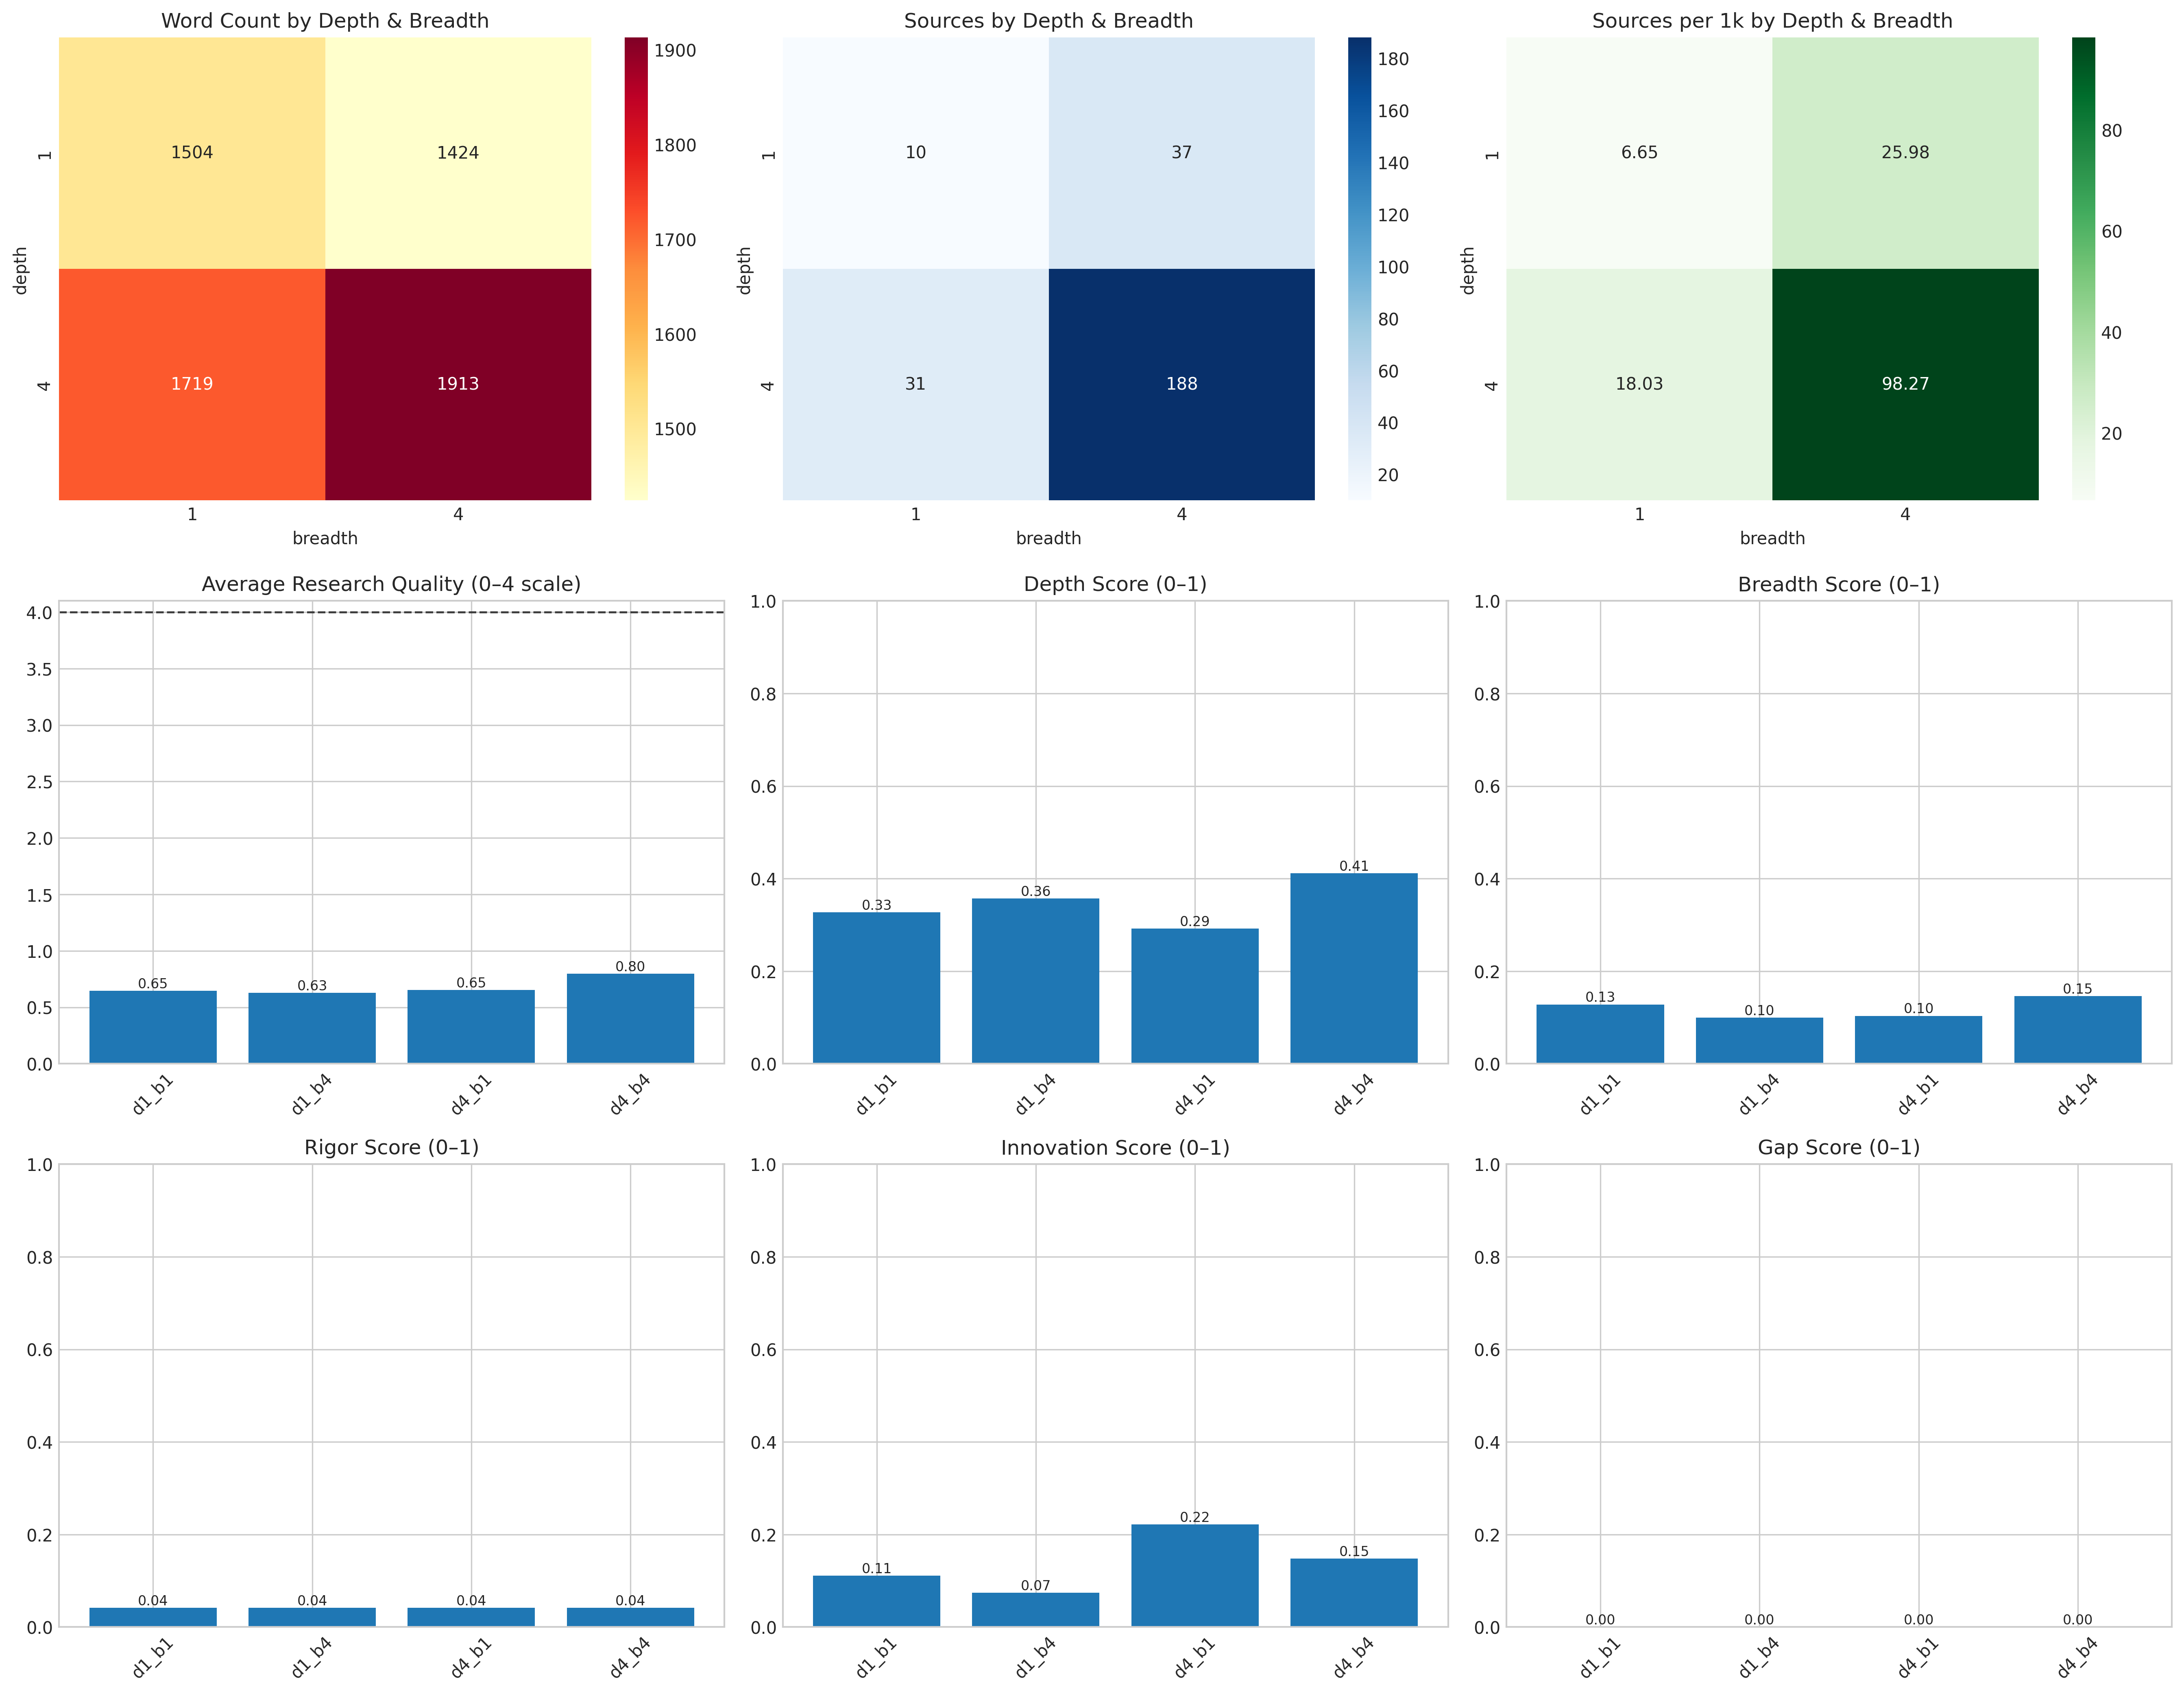 Word Count by Depth & Breadth
1504 1424
1719 1913
1
4
depth
1 4
breadth
1900
1800
1700
1600
1500
Sources by Depth & Breadth
10 37
31 188
1
4
depth
1 4
breadth
180
160
140
120
100
80
60
40
20
Sources per 1k by Depth & Breadth
6.65 25.98
18.03 98.27
1
4
depth
1 4
breadth
80
60
40
20
Average Research Quality (0–4 scale)
4.0
3.5
3.0
2.5
2.0
1.5
1.0
0.5
0.0
0.65 0.63 0.65 0.80
d1_b1 d1_b4 d4_b1 d4_b4
Depth Score (0–1)
1.0
0.8
0.6
0.4
0.2
0.0
0.33 0.36 0.29 0.41
d1_b1 d1_b4 d4_b1 d4_b4
Breadth Score (0–1)
1.0
0.8
0.6
0.4
0.2
0.0
0.13 0.10 0.10 0.15
d1_b1 d1_b4 d4_b1 d4_b4
Rigor Score (0–1)
1.0
0.8
0.6
0.4
0.2
0.0
0.04 0.04 0.04 0.04
d1_b1 d1_b4 d4_b1 d4_b4
Innovation Score (0–1)
1.0
0.8
0.6
0.4
0.2
0.0
0.11 0.07 0.22 0.15
d1_b1 d1_b4 d4_b1 d4_b4
Gap Score (0–1)
1.0
0.8
0.6
0.4
0.2
0.0
0.00 0.00 0.00 0.00
d1_b1 d1_b4 d4_b1 d4_b4